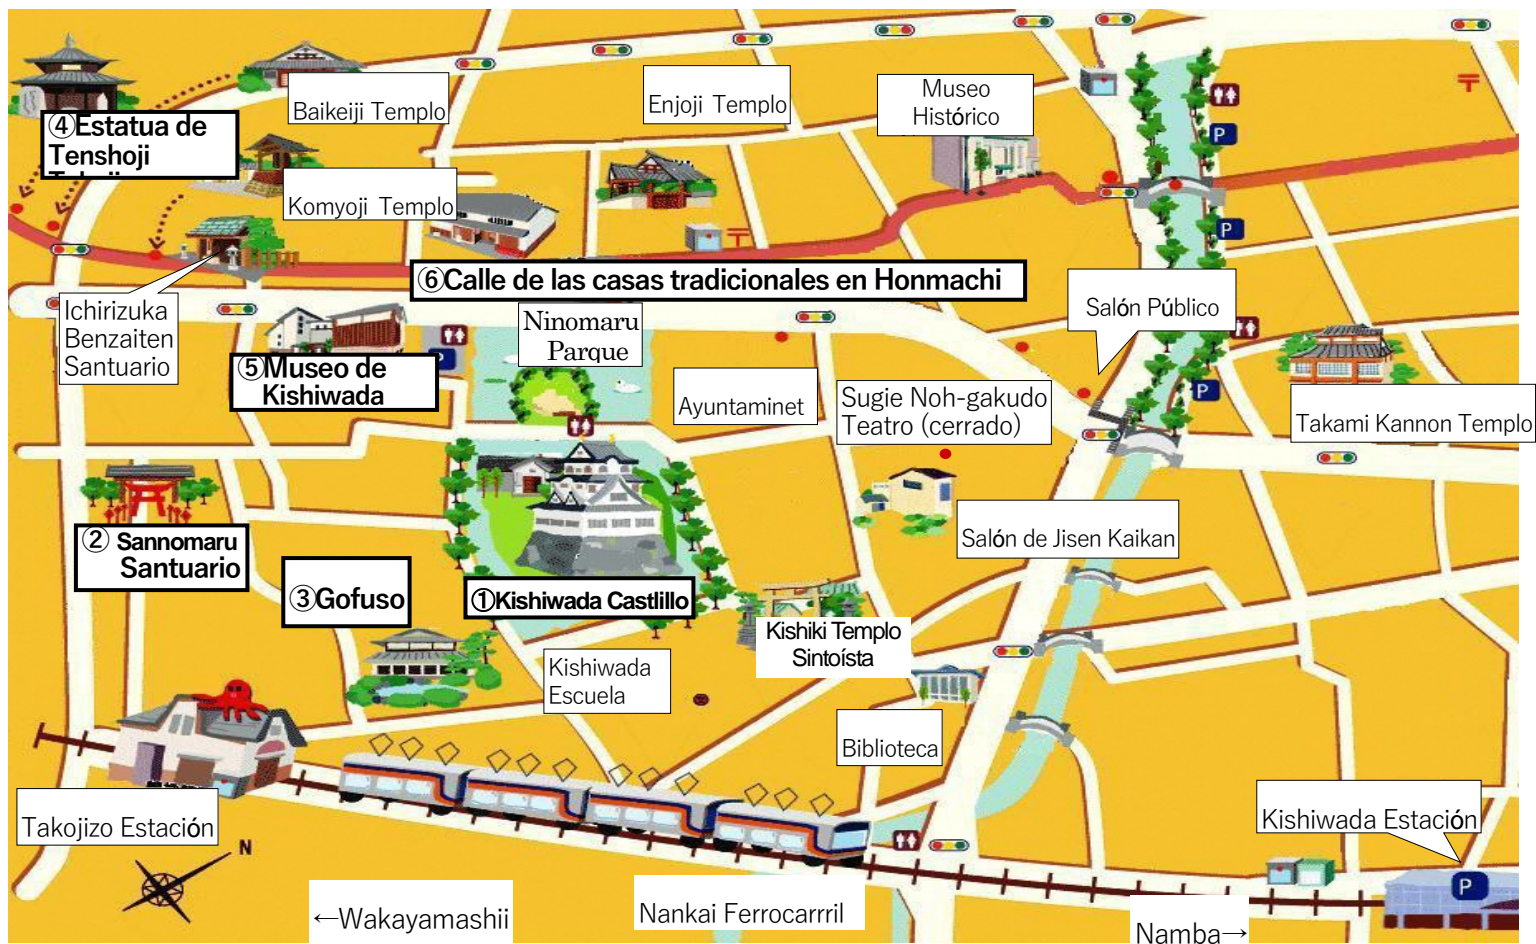 Baikeiji Templo
Enjoji Templo
Museo
Histórico
④Estatua de
Tenshoji
Komyoji Templo
⑥Calle de las casas tradicionales en Honmachi
Ichirizuka
Benzaiten
Santuario
Ninomaru
Parque
Salón Público
⑤Museo de
Kishiwada
Ayuntaminet
Sugie Noh-gakudo
Teatro (cerrado)
Takami Kannon Templo
② Sannomaru
Santuario
Salón de Jisen Kaikan
③Gofuso
①Kishiwada Castlillo
Kishiki Templo
Sintoísta
Kishiwada
Escuela
Biblioteca
Takojizo Estación
Kishiwada Estación
N
←Wakayamashii
Nankai Ferrocarrril
Namba→
P
P
P
P
P
P